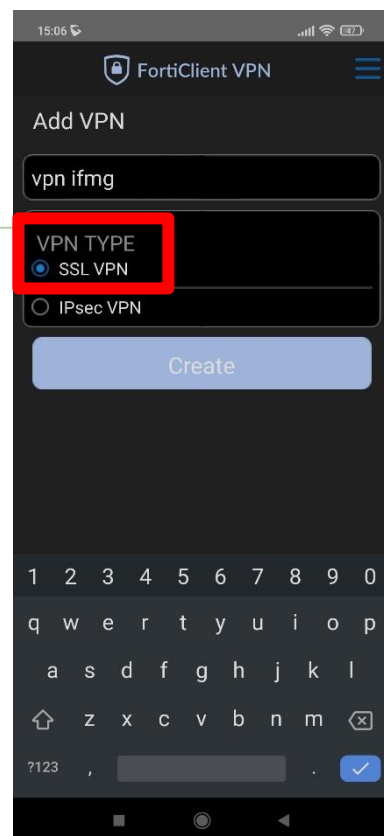 15:06 47
FortiClient VPN
Add VPN
vpn ifmg
VPN TYPE
SSL VPN
IPsec VPN
Create
1 2 3 4 5 6 7 8 9 0
q w e r t y u i o p
a s d f g h j k l
z x c v b n m
?123 , .